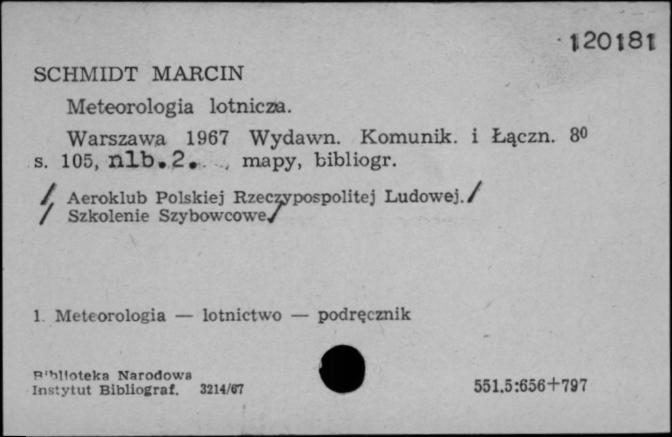 120181
SCHMIDT MARCIN
Meteorologia lotnicza.
Warszawa 1967 Wydawn. Komunik. i Łączn. 8⁰
s. 105, nlb. 2. , mapy, bibliogr.
/ Aeroklub Polskiej Rzeczypospolitej Ludowej. /
/ Szkolenie Szybowcowe /
1. Meteorologia — lotnictwo — podręcznik
Biblioteka Narodowa
Instytut Bibliograf. 3214/67
551.5:656+797